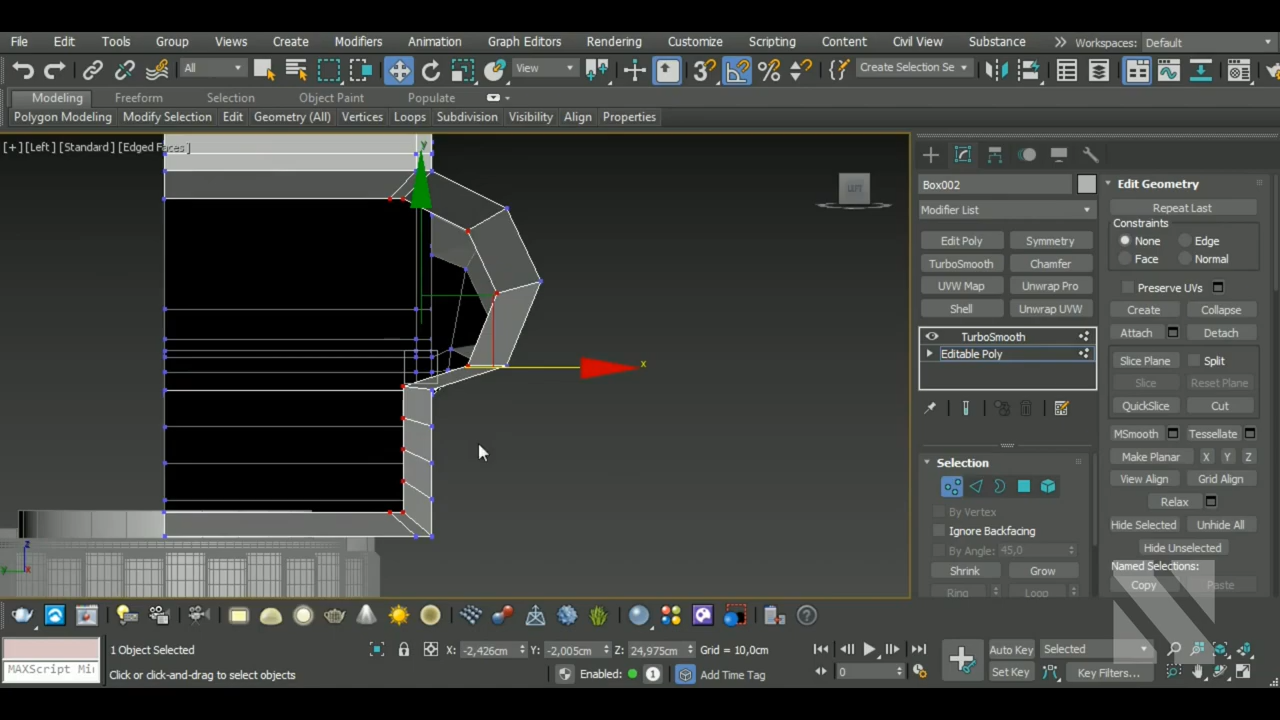 File Edit Tools Group Views Create Modifiers Animation Graph Editors Rendering Customize Scripting Content Civil View Substance Workspaces: Default
All View Create Selection Se
Modeling Freeform Selection Object Paint Populate
Polygon Modeling Modify Selection Edit Geometry (All) Vertices Loops Subdivision Visibility Align Properties
[+] [Left] [Standard] [Edged Faces]
y
x
z
y
x
Box002
Modifier List
Edit Poly Symmetry
TurboSmooth Chamfer
UVW Map Unwrap Pro
Shell Unwrap UVW
TurboSmooth
Editable Poly
Selection
By Vertex
Ignore Backfacing
By Angle: 45,0
Shrink Grow
Ring Loop
Edit Geometry
Repeat Last
Constraints
None Edge
Face Normal
Preserve UVs
Create Collapse
Attach Detach
Slice Plane Split
Slice Reset Plane
QuickSlice Cut
MSmooth Tessellate
Make Planar X Y Z
View Align Grid Align
Relax
Hide Selected Unhide All
Hide Unselected
Named Selections:
Copy Paste
MAXScript Mi
1 Object Selected X: -2,426cm Y: -2,005cm Z: 24,975cm Grid = 10,0cm Auto Key Selected
Click or click-and-drag to select objects Enabled: 1 Add Time Tag 0 Set Key Key Filters...